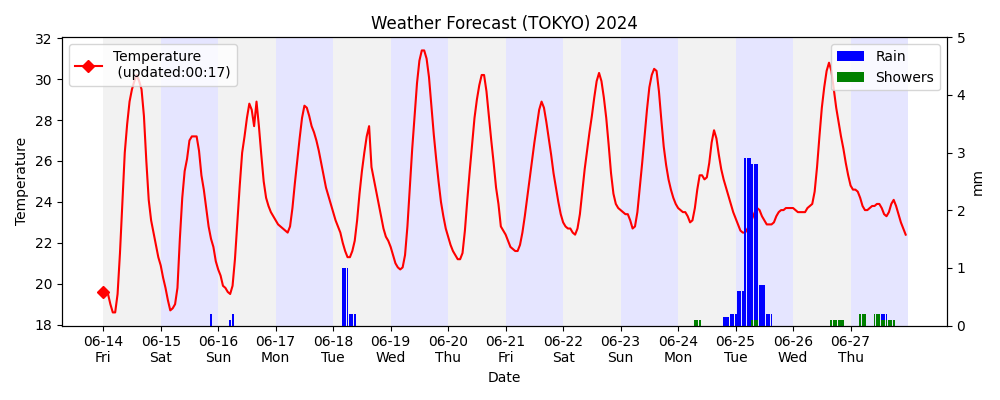 Weather Forecast (TOKYO) 2024
Temperature
(updated:00:17)
Rain
Showers
32
30
28
26
24
22
20
18
Temperature
5
4
3
2
1
0
mm
06-14 06-15 06-16 06-17 06-18 06-19 06-20 06-21 06-22 06-23 06-24 06-25 06-26 06-27
Fri Sat Sun Mon Tue Wed Thu Fri Sat Sun Mon Tue Wed Thu
Date